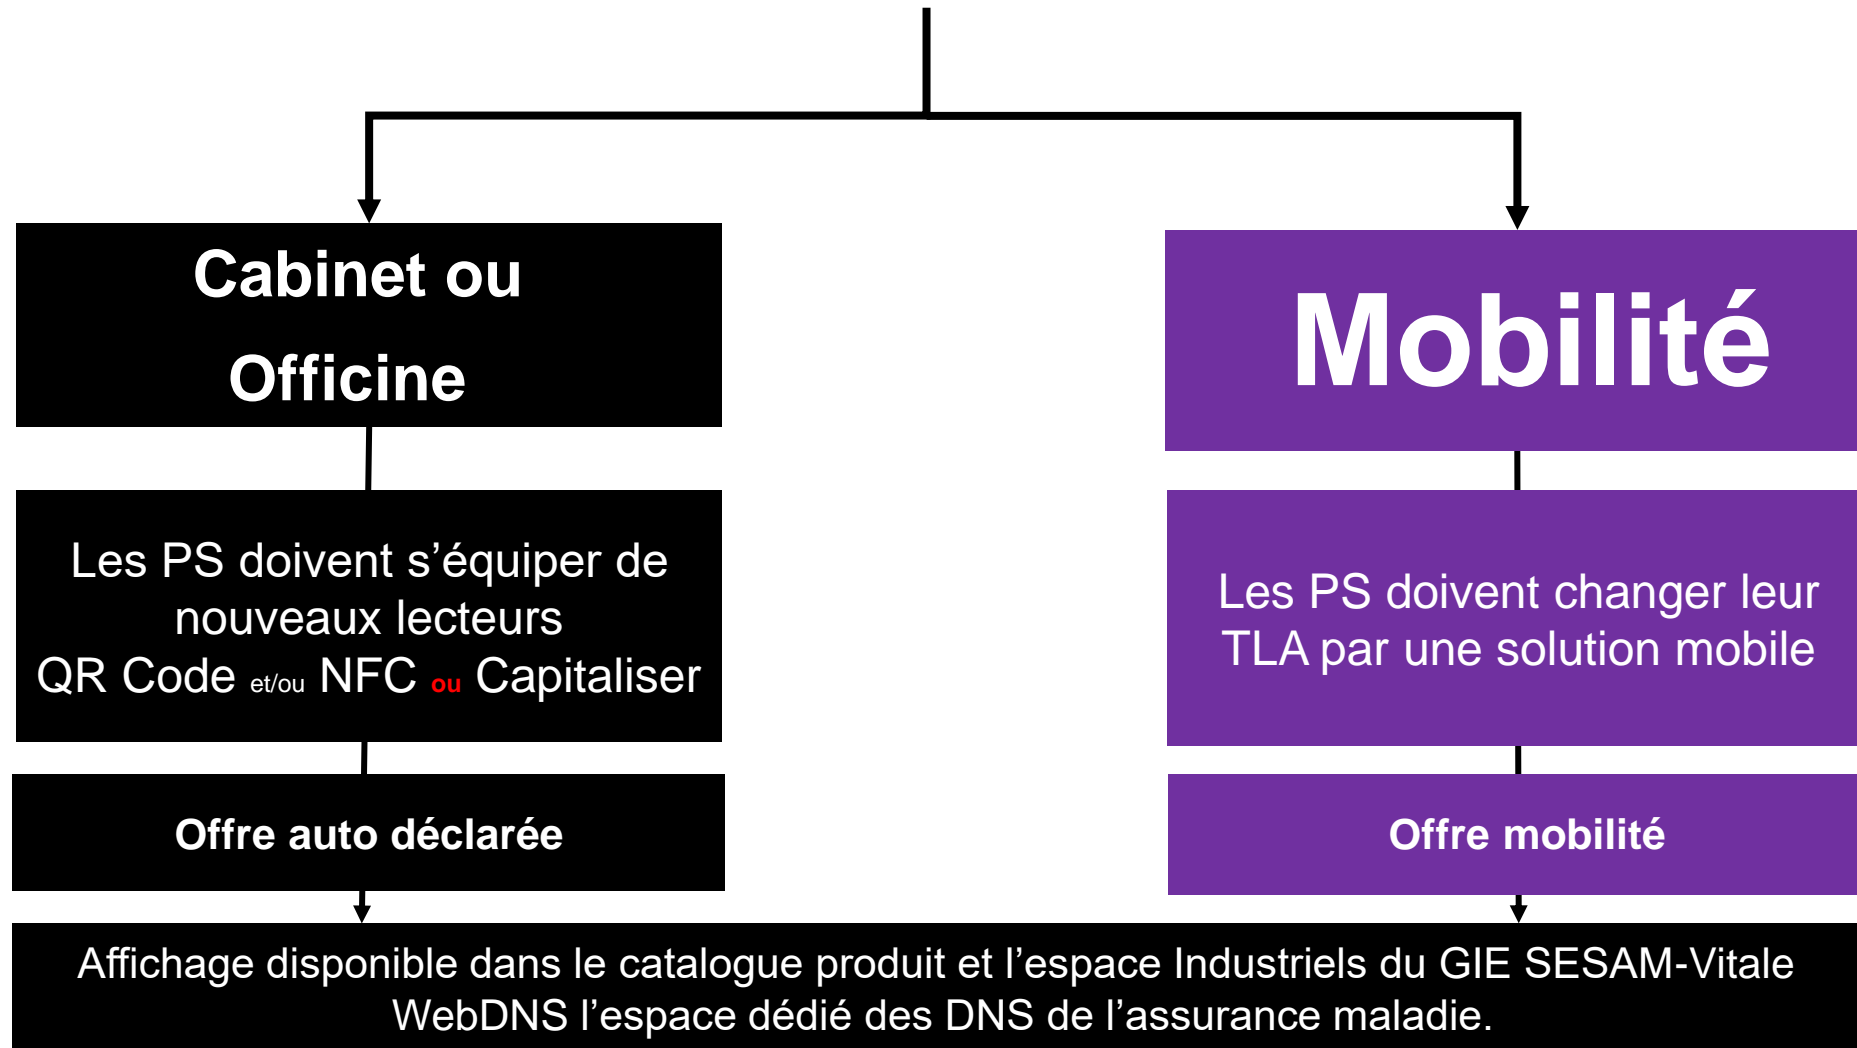 Cabinet ou
Officine
Les PS doivent s’équiper de
nouveaux lecteurs
QR Code et/ou NFC ou Capitaliser
Offre auto déclarée
Mobilité
Les PS doivent changer leur
TLA par une solution mobile
Offre mobilité
Affichage disponible dans le catalogue produit et l’espace Industriels du GIE SESAM-Vitale
WebDNS l’espace dédié des DNS de l’assurance maladie.